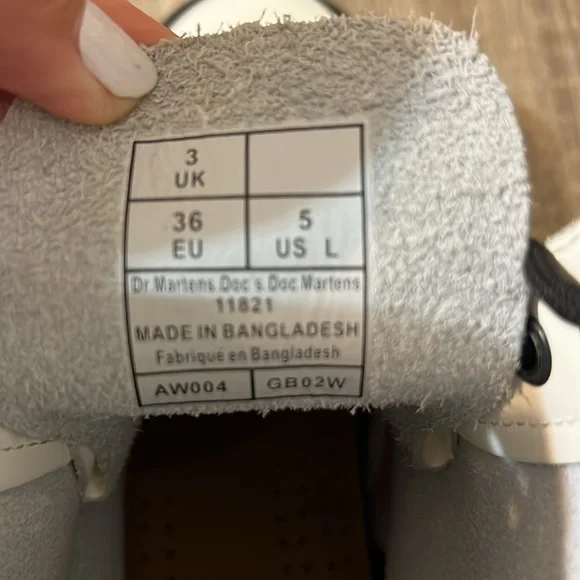 3
UK
36
EU
5
US L
Dr.Martens.Doc's.Doc Martens
11821
MADE IN BANGLADESH
Fabrique en Bangladesh
AW004
GB02W